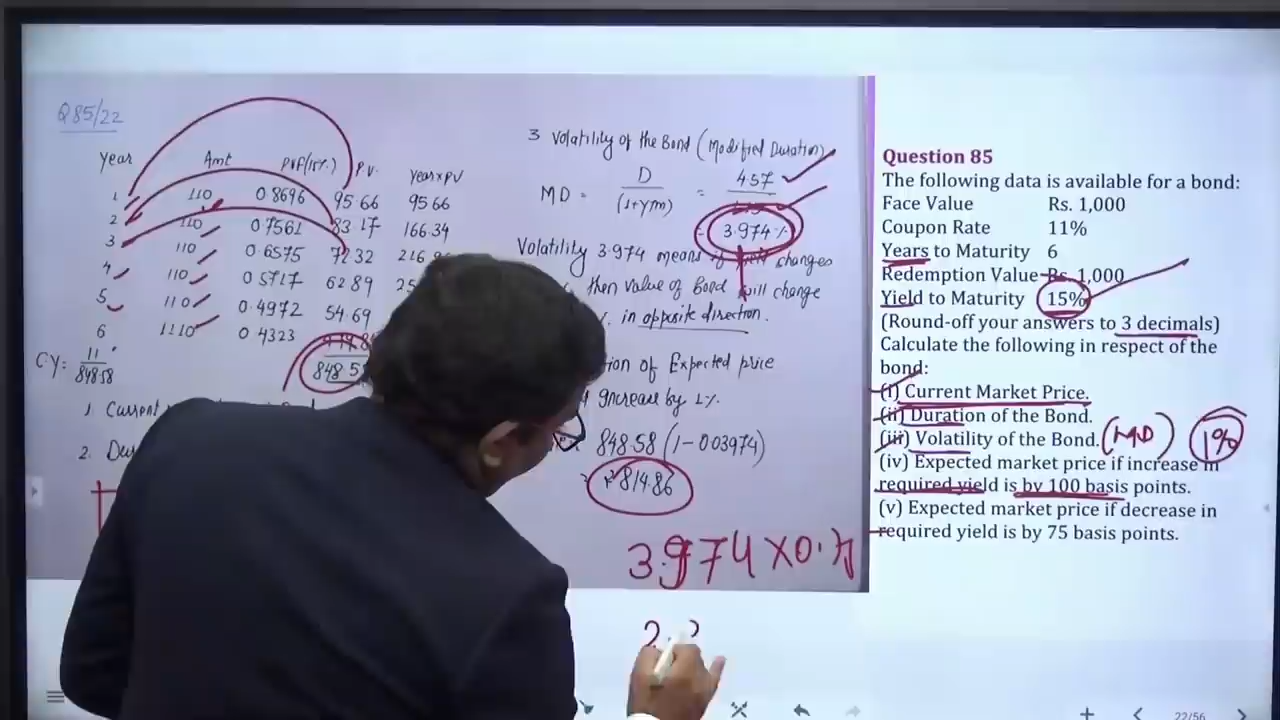 Q85/22
Year Amt PVF(15%) P.V. Year×PV
1 110 0.8696 95.66 95.66
2 110 0.7561 83.17 166.34
3 110 0.6575 72.32 216.
4 110 0.5717 62.89
5 110 0.4972 54.69
6 1110 0.4323
848.5
C.Y = 11/848.58
1. Current
2.
3 Volatility of the Bond (Modified Duration)
MD = D/(1+YTM) = 457
= 3.974%
Volatility 3.974 means if yield changes
then value of Bond will change
in opposite direction.
of Expected price
Increase by 1%
848.58 (1-0.03974)
814.86
3.974 X0.7
2.
Question 85
The following data is available for a bond:
Face Value Rs. 1,000
Coupon Rate 11%
Years to Maturity 6
Redemption Value Rs. 1,000
Yield to Maturity 15%
(Round-off your answers to 3 decimals)
Calculate the following in respect of the
bond:
(i) Current Market Price.
(ii) Duration of the Bond.
(iii) Volatility of the Bond. (MD) 1%
(iv) Expected market price if increase in
required yield is by 100 basis points.
(v) Expected market price if decrease in
required yield is by 75 basis points.
22/56